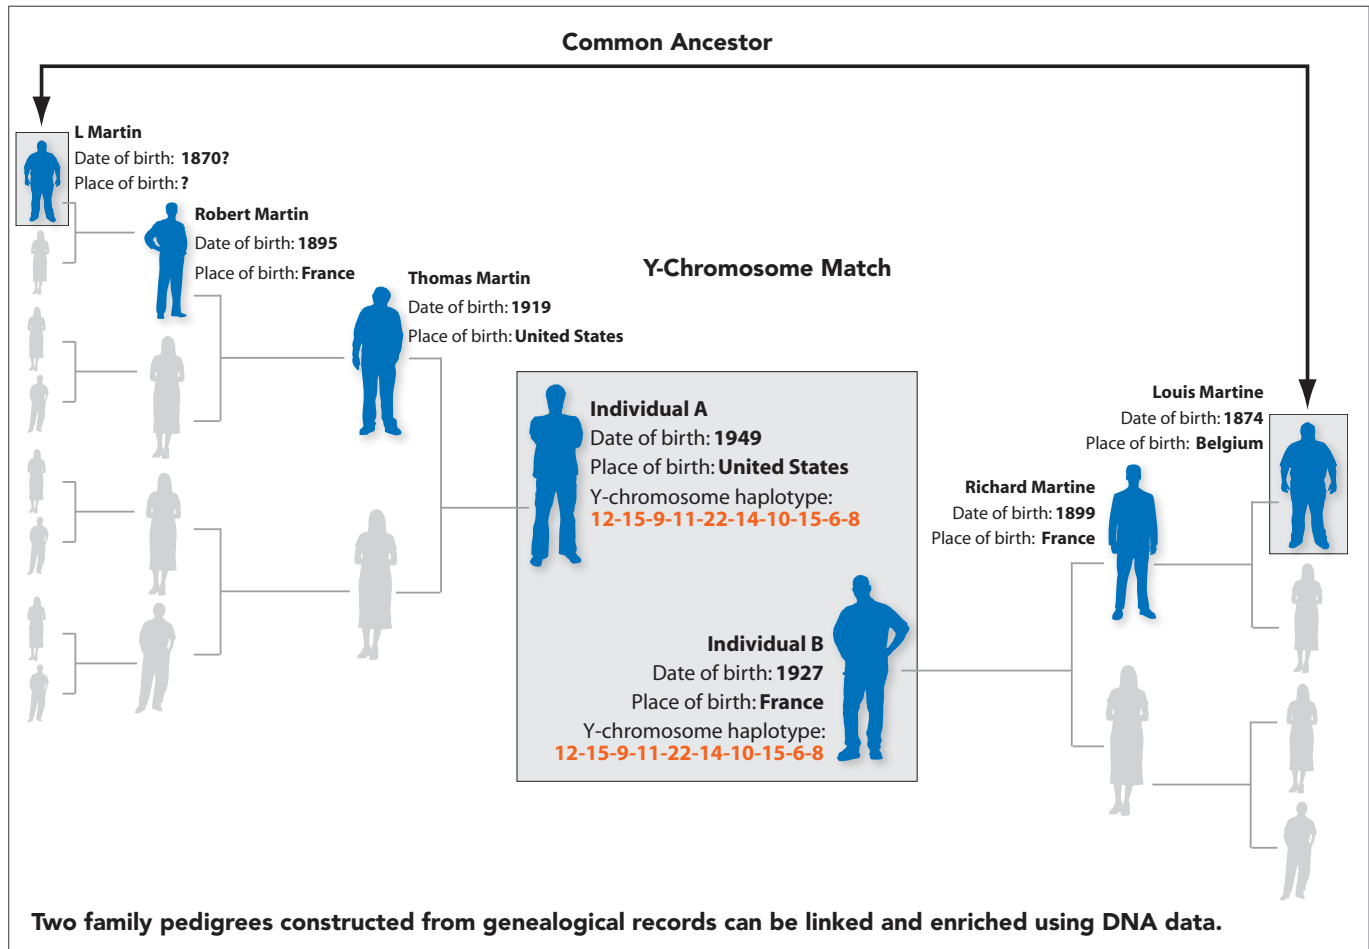 Common Ancestor
L Martin
Date of birth: 1870?
Place of birth: ?
Robert Martin
Date of birth: 1895
Place of birth: France
Thomas Martin
Date of birth: 1919
Place of birth: United States
Y-Chromosome Match
Individual A
Date of birth: 1949
Place of birth: United States
Y-chromosome haplotype:
12-15-9-11-22-14-10-15-6-8
Individual B
Date of birth: 1927
Place of birth: France
Y-chromosome haplotype:
12-15-9-11-22-14-10-15-6-8
Louis Martine
Date of birth: 1874
Place of birth: Belgium
Richard Martine
Date of birth: 1899
Place of birth: France
Two family pedigrees constructed from genealogical records can be linked and enriched using DNA data.